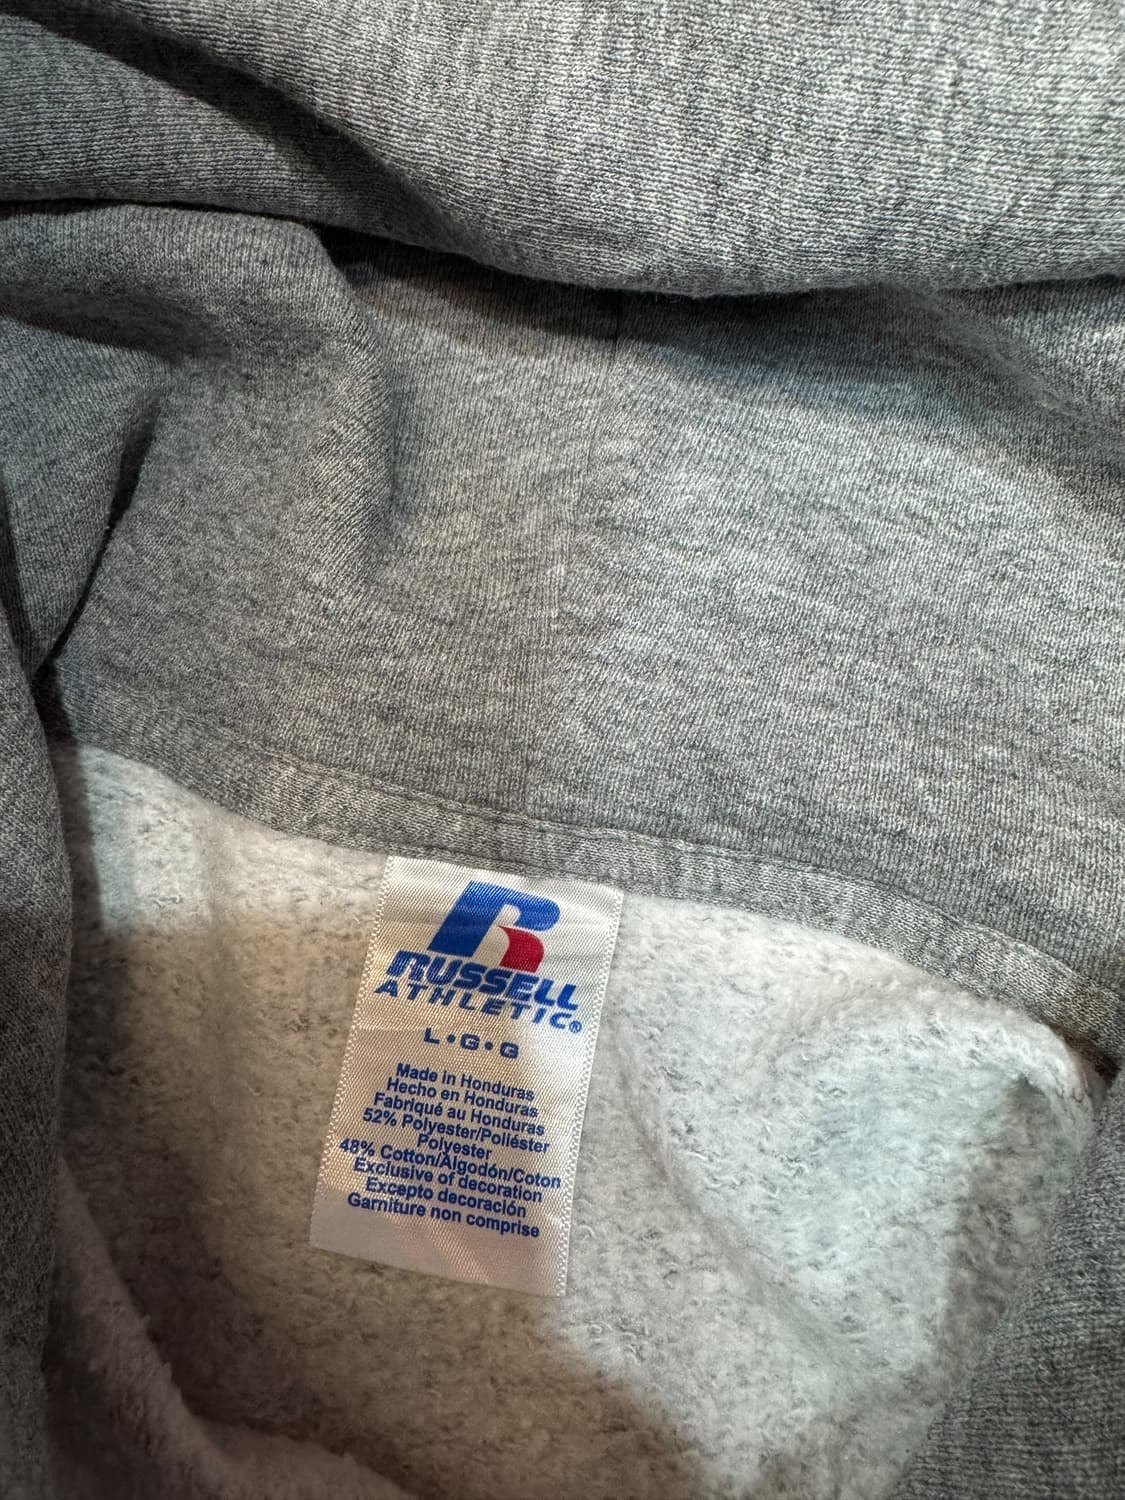 RUSSELL
ATHLETIC®
L•G•G
Made in Honduras
Hecho en Honduras
Fabriqué au Honduras
52% Polyester/Poliéster
Polyester
48% Cotton/Algodón/Coton
Exclusive of decoration
Excepto decoración
Garniture non comprise